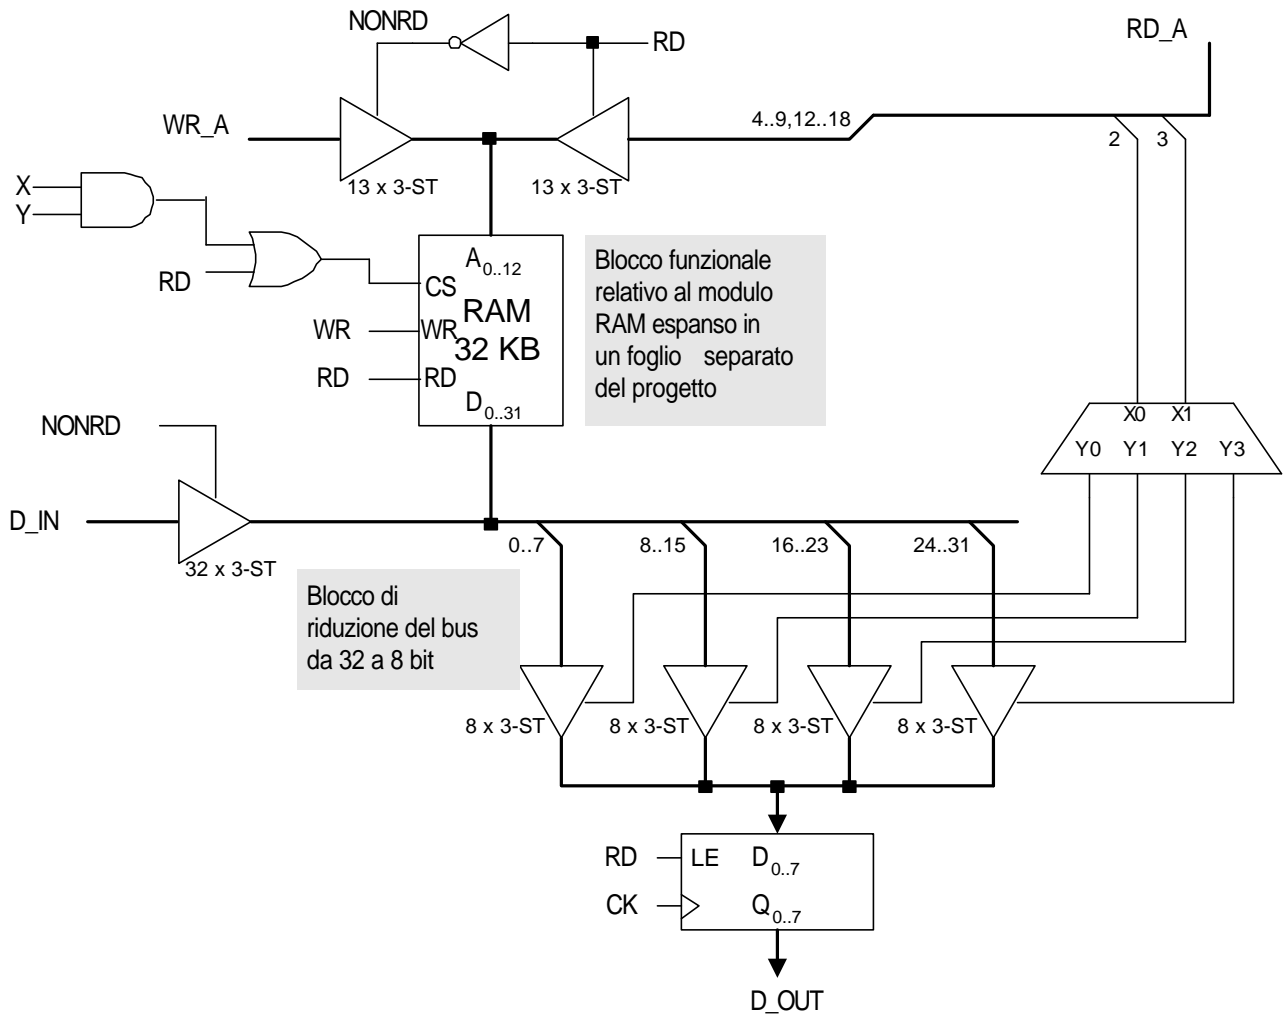 NONRD
RD
RD_A
WR_A
4..9,12..18
2
3
13 x 3-ST
13 x 3-ST
X
Y
RD
A0..12
CS
RAM
32 KB
WR
WR
RD
RD
D0..31
Blocco funzionale
relativo al modulo
RAM espanso in
un foglio separato
del progetto
NONRD
X0
X1
Y0
Y1
Y2
Y3
D_IN
32 x 3-ST
0..7
8..15
16..23
24..31
Blocco di
riduzione del bus
da 32 a 8 bit
8 x 3-ST
8 x 3-ST
8 x 3-ST
8 x 3-ST
RD
LE
D0..7
CK
Q0..7
D_OUT